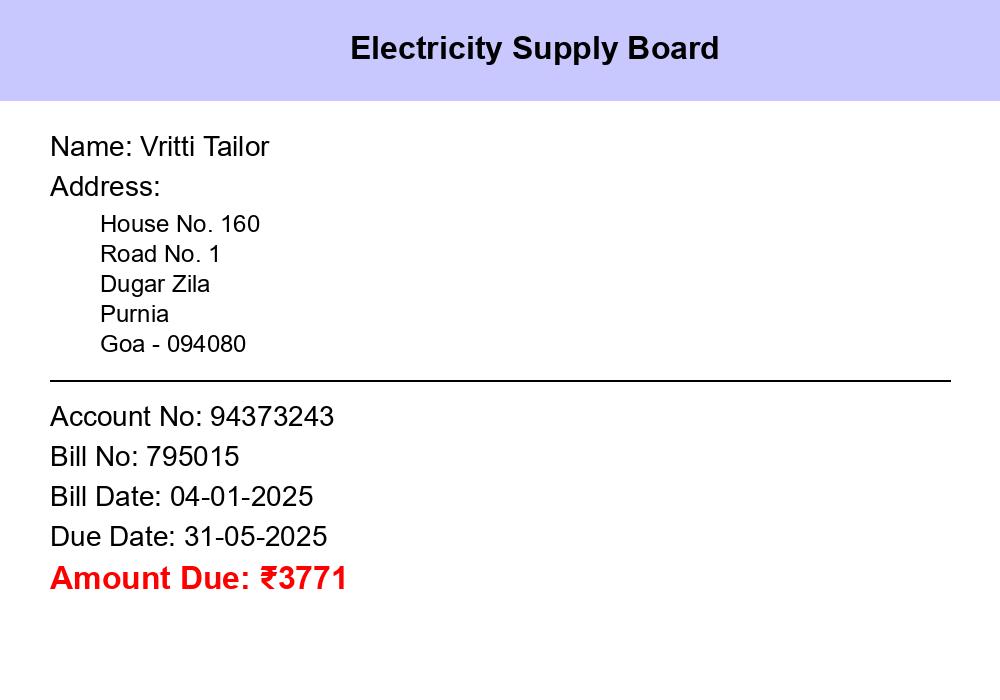 Electricity Supply Board
Name: Vritti Tailor
Address:
House No. 160
Road No. 1
Dugar Zila
Purnia
Goa - 094080
Account No: 94373243
Bill No: 795015
Bill Date: 04-01-2025
Due Date: 31-05-2025
Amount Due: ₹3771